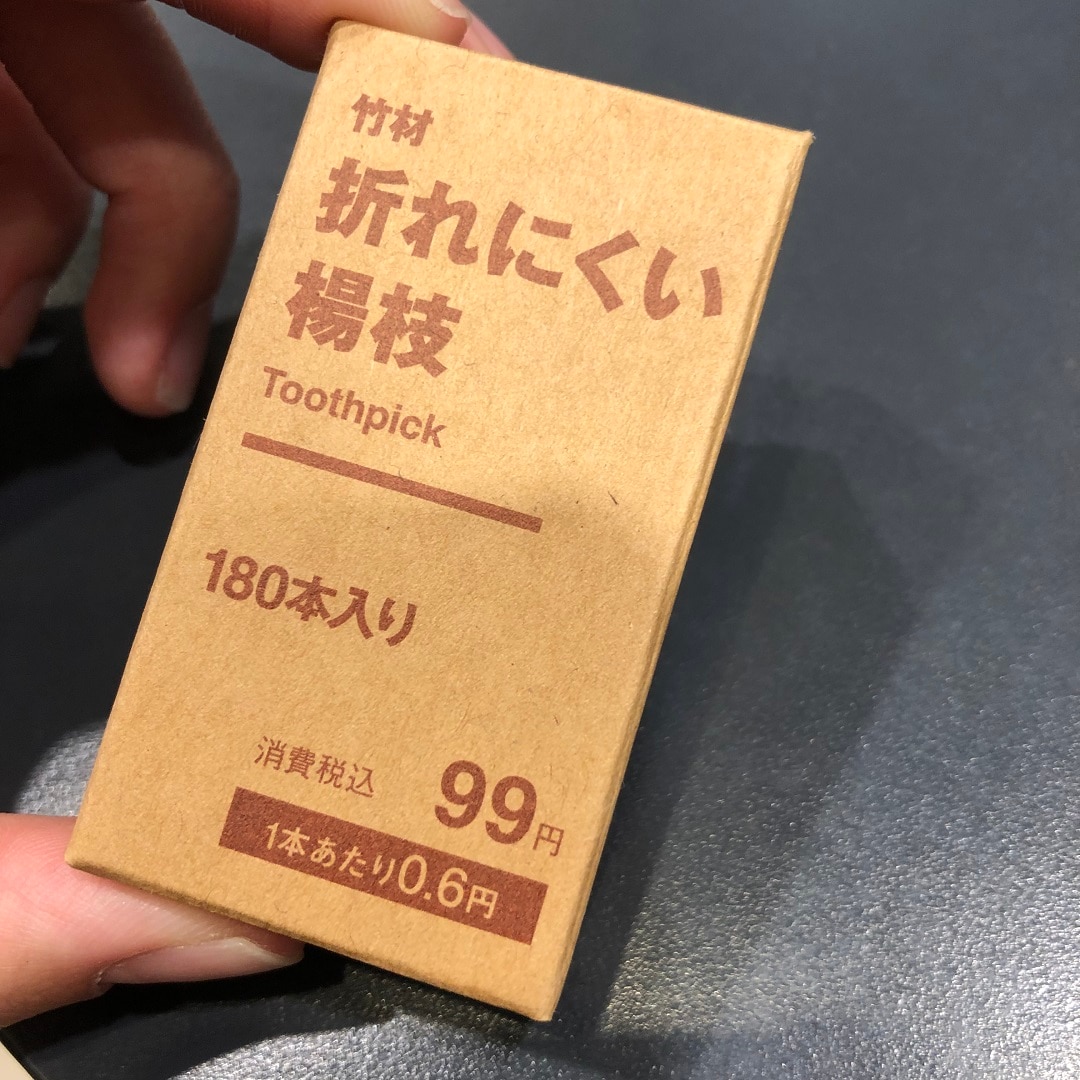 竹材
折れにくい
楊枝
Toothpick
180本入り
消費税込 99円
1本あたり0.6円